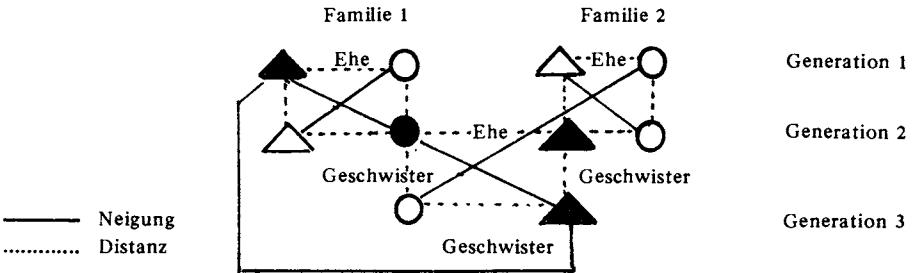 Familie 1 Familie 2
Ehe Ehe Generation 1
Ehe Generation 2
Geschwister Geschwister
Neigung Generation 3
Distanz Geschwister